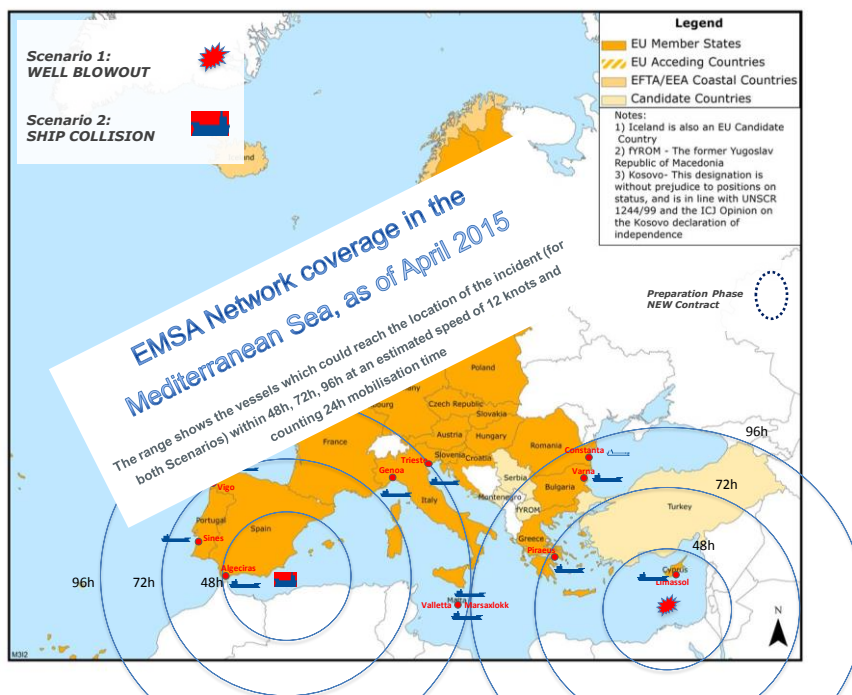 Scenario 1:
WELL BLOWOUT
Scenario 2:
SHIP COLLISION
Legend
EU Member States
EU Acceding Countries
EFTA/EEA Coastal Countries
Candidate Countries
Notes:
1) Iceland is also an EU Candidate
Country
2) fYROM - The former Yugoslav
Republic of Macedonia
3) Kosovo- This designation is
without prejudice to positions on
status, and is in line with UNSCR
1244/99 and the ICJ Opinion on
the Kosovo declaration of
independence
Preparation Phase
NEW Contract
EMSA Network coverage in the
Mediterranean Sea, as of April 2015
The range shows the vessels which could reach the location of the incident (for
both Scenarios) within 48h, 72h, 96h at an estimated speed of 12 knots and
counting 24h mobilisation time
Poland
Czech Republic
Slovakia
France
Austria
Hungary
Slovenia
Croatia
Romania
Constanta
96h
Trieste
Genoa
Serbia
Varna
Vigo
Italy
Montenegro
Bulgaria
72h
fYROM
Turkey
Portugal
Spain
Sines
Greece
Piraeus
48h
Algeciras
Cyprus
Limassol
96h
72h
48h
Malta
Valletta
Marsaxlokk
N
M3I2